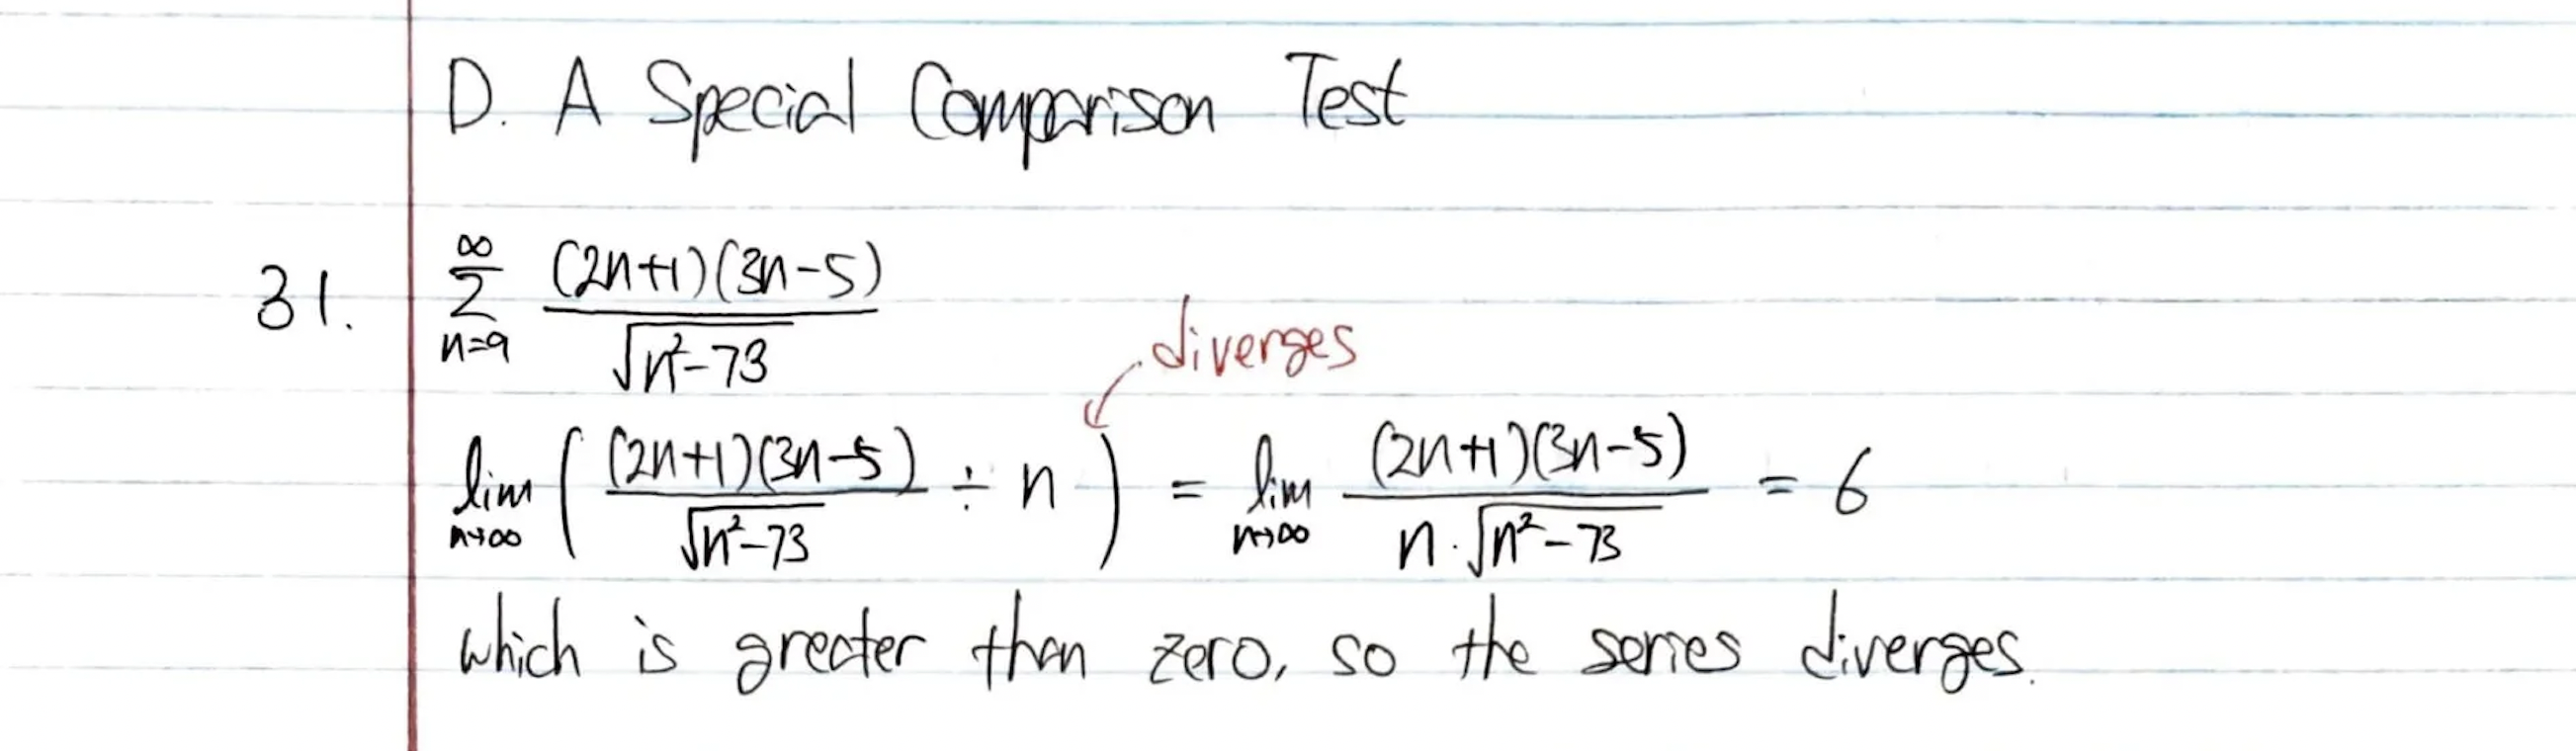 D. A Special Comparison Test
31. \sum_{n=9}^{\infty} \frac{(2n+1)(3n-5)}{\sqrt{n^2-73}}
diverges
\lim_{n\to\infty} \left( \frac{(2n+1)(3n-5)}{\sqrt{n^2-73}} \div n \right) = \lim_{n\to\infty} \frac{(2n+1)(3n-5)}{n \cdot \sqrt{n^2-73}} = 6
which is greater than zero, so the series diverges.